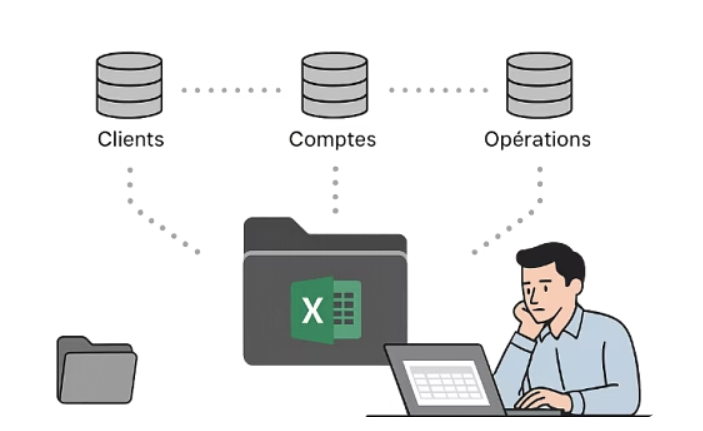 Clients
Comptes
Opérations
X